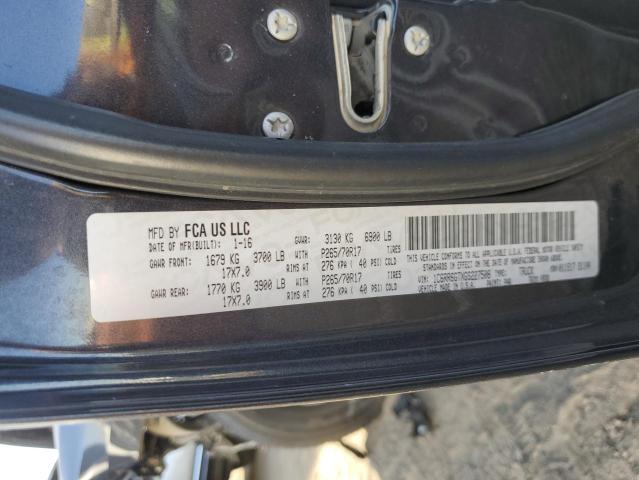 MFD BY FCA US LLC
DATE OF MFR(BUILT): 1-16 GVWR: 3130 KG 6900 LB
GAWR FRONT: 1679 KG 3700 LB WITH P265/70R17 TIRES
17X7.0 RIMS AT 276 KPA ( 40 PSI) COLD
GAWR REAR: 1770 KG 3900 LB WITH P265/70R17 TIRES
17X7.0 RIMS AT 276 KPA ( 40 PSI) COLD
THIS VEHICLE CONFORMS TO ALL APPLICABLE U.S.A. FEDERAL MOTOR VEHICLE SAFETY
STANDARDS IN EFFECT ON THE DATE OF MANUFACTURE SHOWN ABOVE.
VIN: TYPE: TRUCK
VEHICLE MADE IN U.S.A. PAINT: